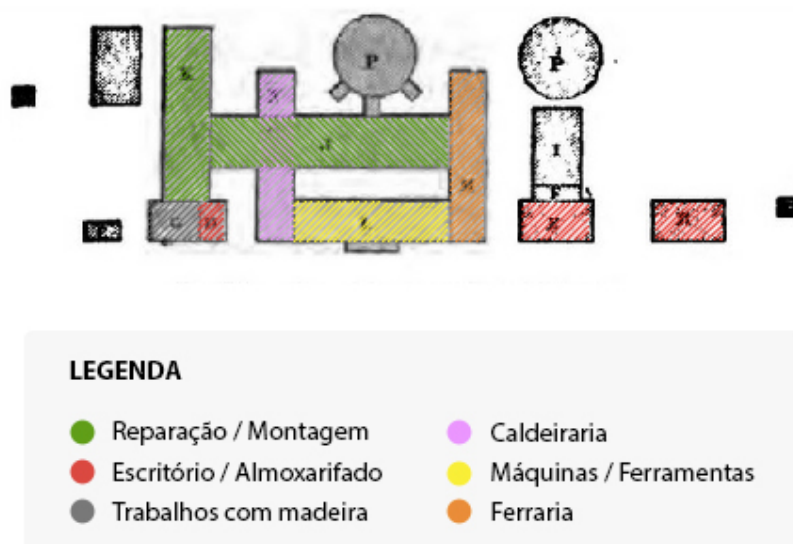 K
P
P
J
I
F
G
D
L
LEGENDA
Reparação / Montagem
Caldeiraria
Escritório / Almoxarifado
Máquinas / Ferramentas
Trabalhos com madeira
Ferraria